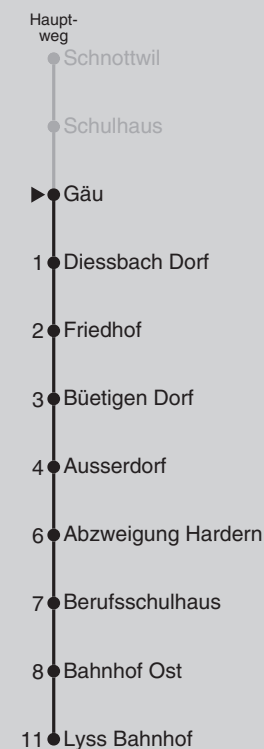 Haupt-
weg
Schnottwil
Schulhaus
Gäu
1 Diessbach Dorf
2 Friedhof
3 Büetigen Dorf
4 Ausserdorf
6 Abzweigung Hardern
7 Berufsschulhaus
8 Bahnhof Ost
11 Lyss Bahnhof